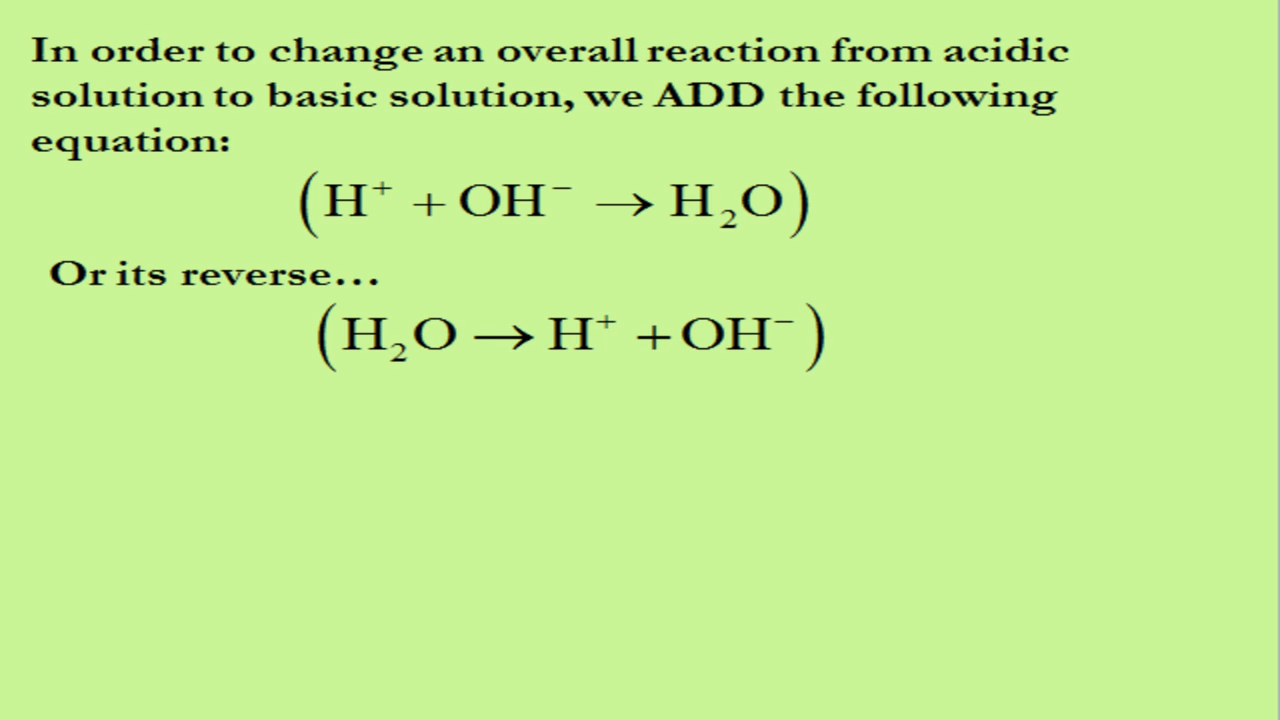 In order to change an overall reaction from acidic
solution to basic solution, we ADD the following
equation:
(H⁺ + OH⁻ → H₂O)
Or its reverse...
(H₂O → H⁺ + OH⁻)